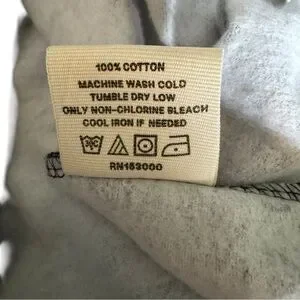 100% COTTON
MACHINE WASH COLD
TUMBLE DRY LOW
ONLY NON-CHLORINE BLEACH
COOL IRON IF NEEDED
RN153000